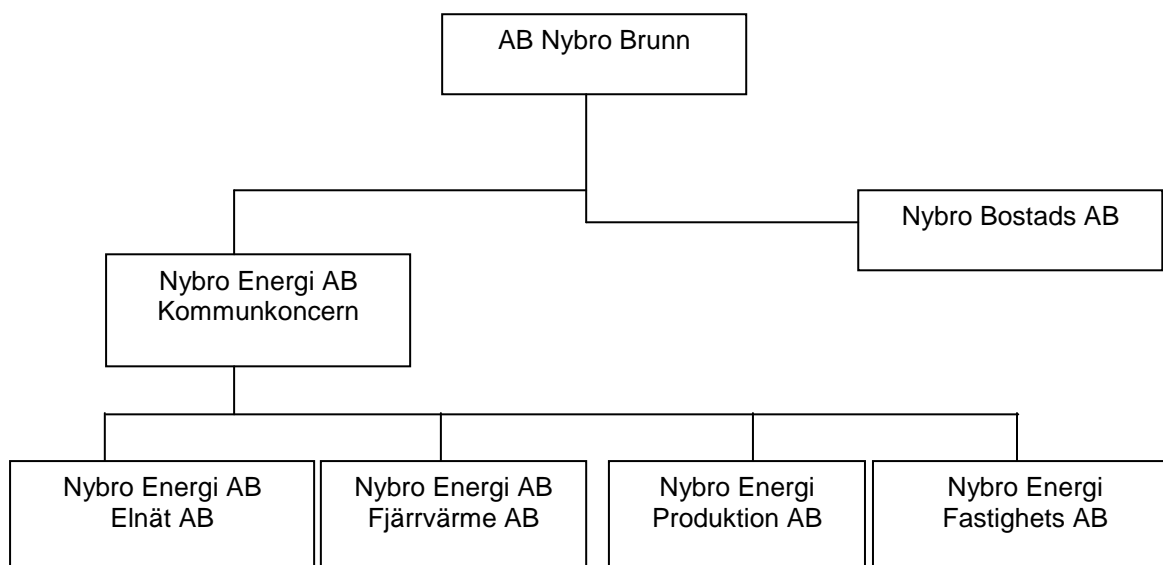 AB Nybro Brunn
Nybro Bostads AB
Nybro Energi AB
Kommunkoncern
Nybro Energi AB
Elnät AB
Nybro Energi AB
Fjärrvärme AB
Nybro Energi
Produktion AB
Nybro Energi
Fastighets AB